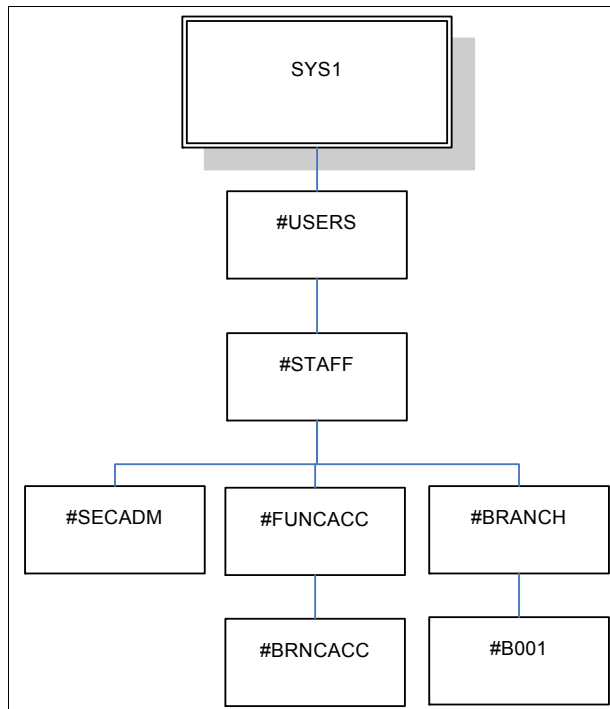 SYS1
#USERS
#STAFF
#SECADM
#FUNCACC
#BRANCH
#BRNCACC
#B001